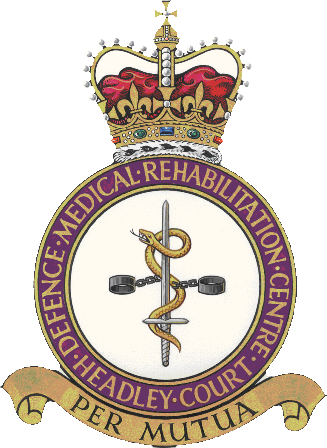 ·DEFENCE·MEDICAL·REHABILITATION·CENTRE·
HEADLEY·COURT
PER MUTUA